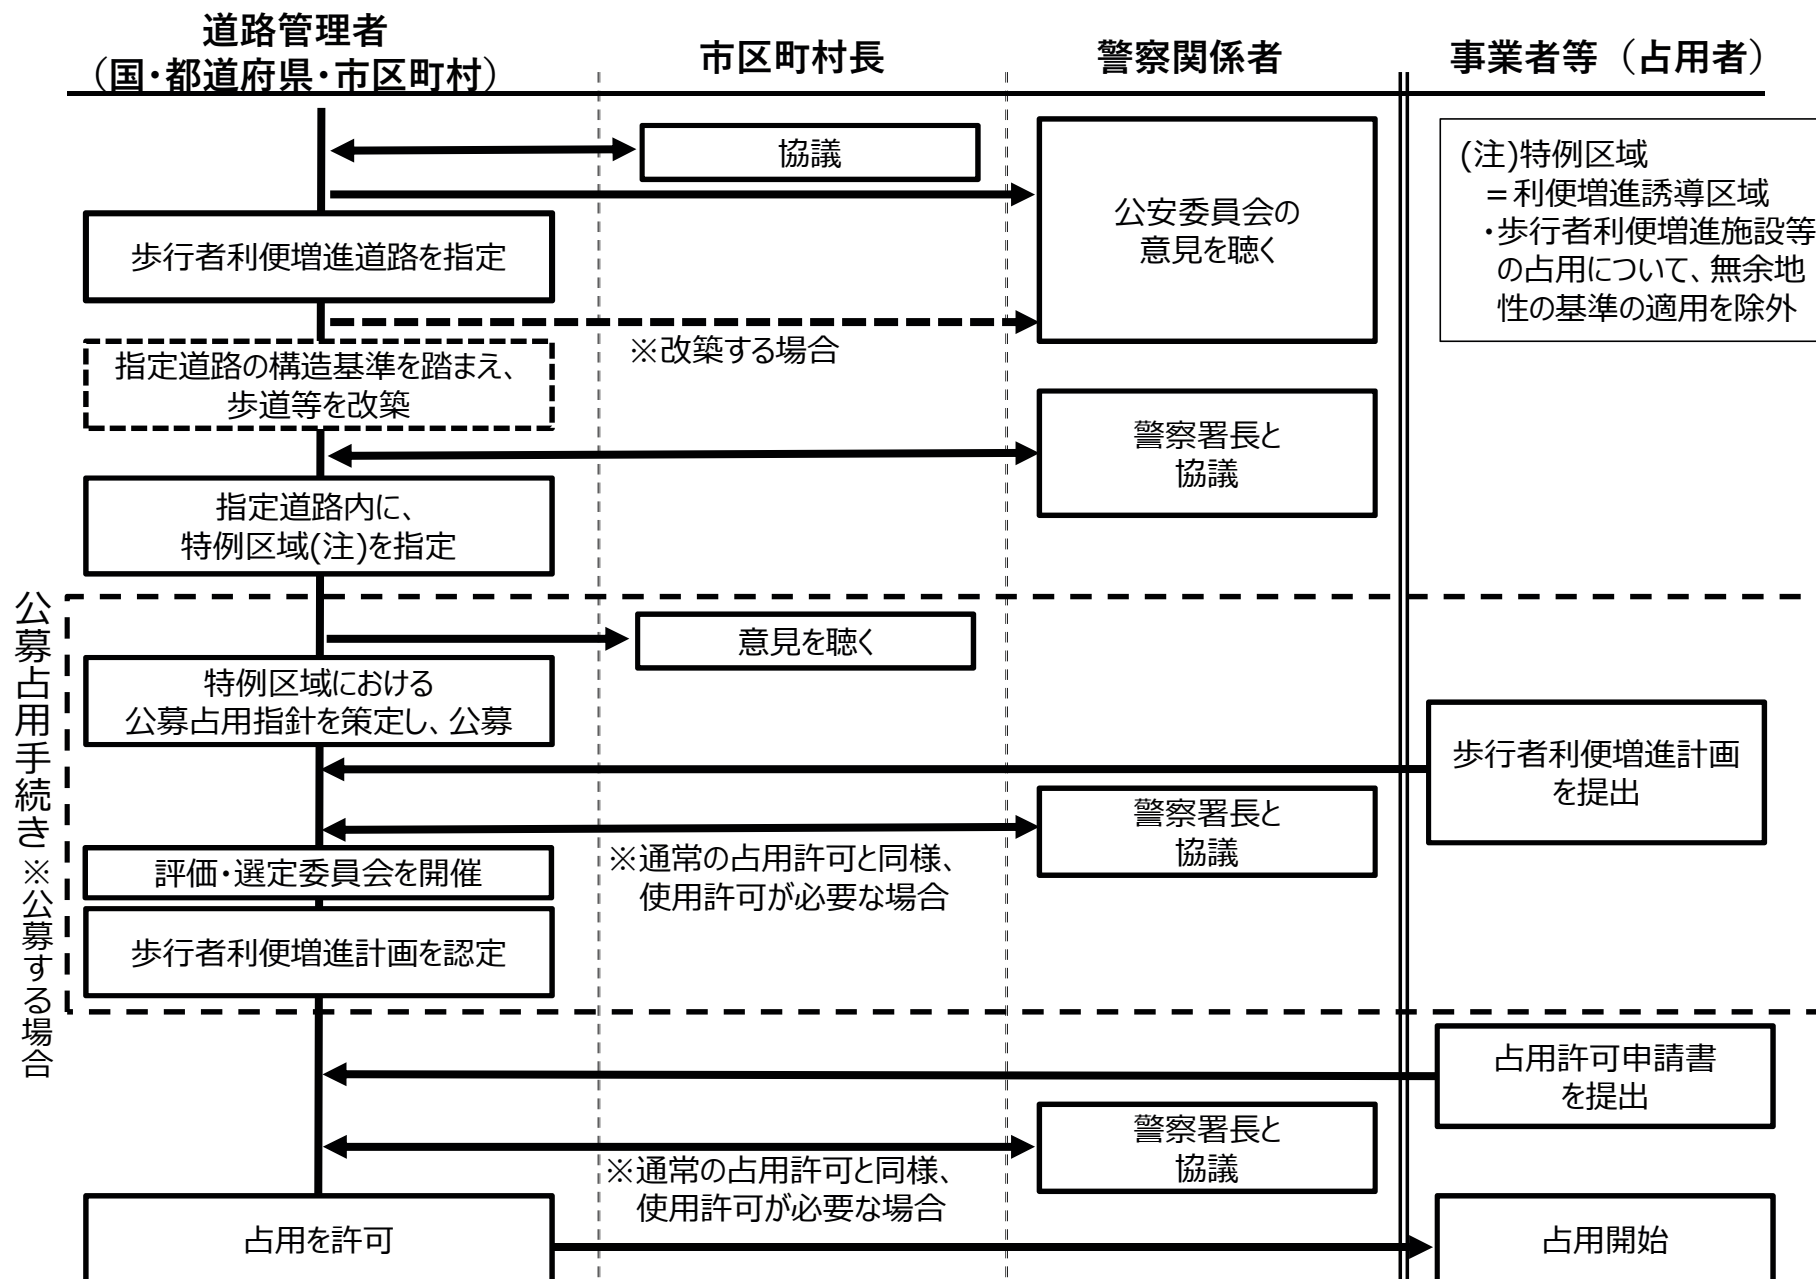 道路管理者
（国・都道府県・市区町村）
市区町村長
警察関係者
事業者等（占用者）
協議
公安委員会の
意見を聴く
(注)特例区域
＝利便増進誘導区域
・歩行者利便増進施設等
の占用について、無余地
性の基準の適用を除外
歩行者利便増進道路を指定
※改築する場合
指定道路の構造基準を踏まえ、
歩道等を改築
警察署長と
協議
指定道路内に、
特例区域(注)を指定
公募占用手続き※公募する場合
意見を聴く
特例区域における
公募占用指針を策定し、公募
歩行者利便増進計画
を提出
警察署長と
協議
※通常の占用許可と同様、
使用許可が必要な場合
評価・選定委員会を開催
歩行者利便増進計画を認定
占用許可申請書
を提出
警察署長と
協議
※通常の占用許可と同様、
使用許可が必要な場合
占用を許可
占用開始